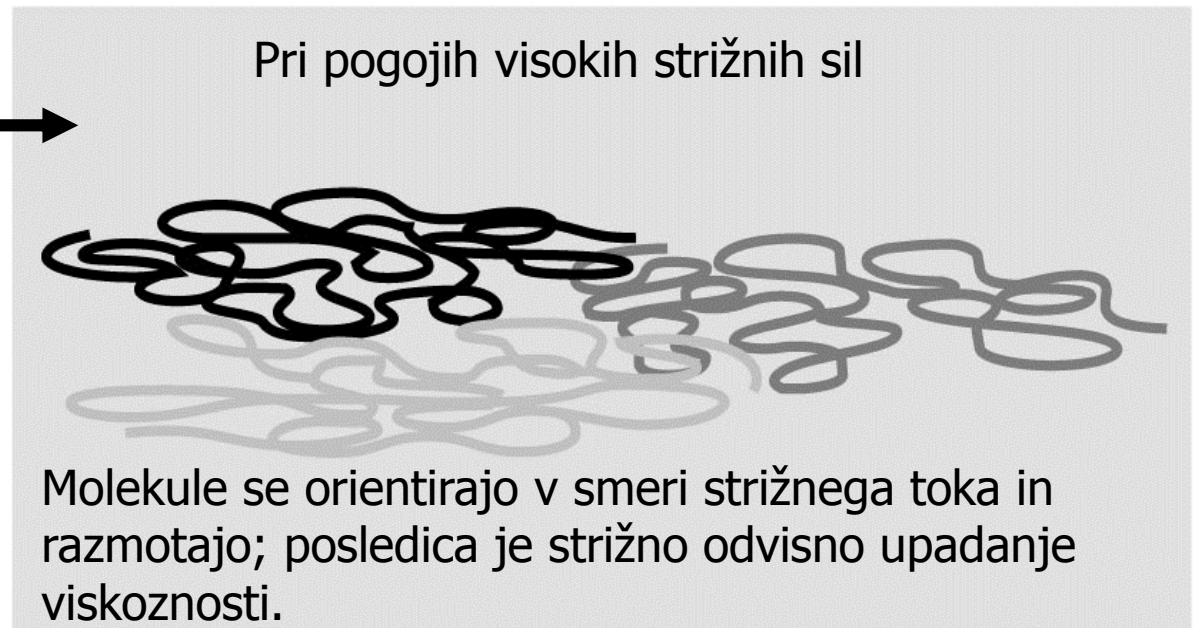 Pri pogojih visokih strižnih sil
Molekule se orientirajo v smeri strižnega toka in
razmotajo; posledica je strižno odvisno upadanje
viskoznosti.